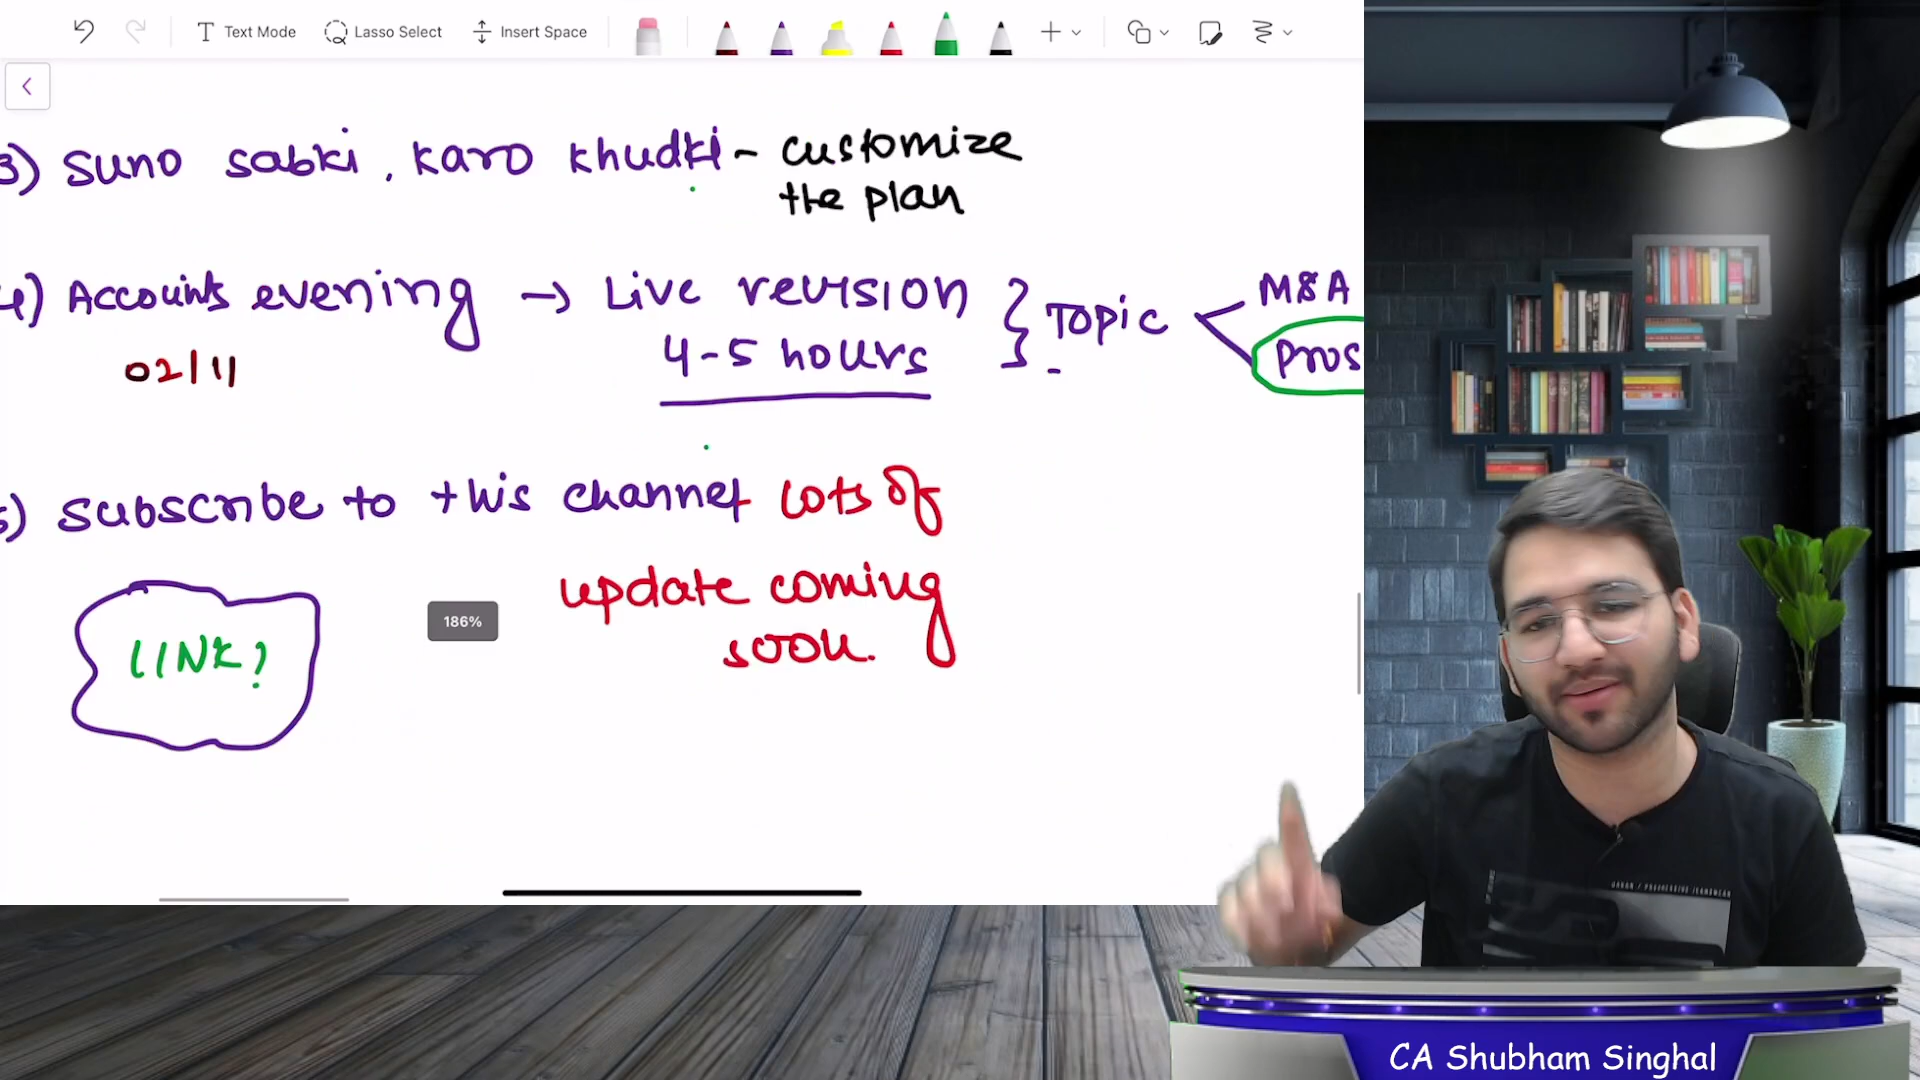 Text Mode Lasso Select Insert Space
3) Suno sabki, karo khudki - customize
the plan
4) Accounts evening → Live revision } Topic < M&A
02/11 4-5 hours Pros
5) Subscribe to this channel Lots of
update coming
soon.
LINK?
186%
CA Shubham Singhal